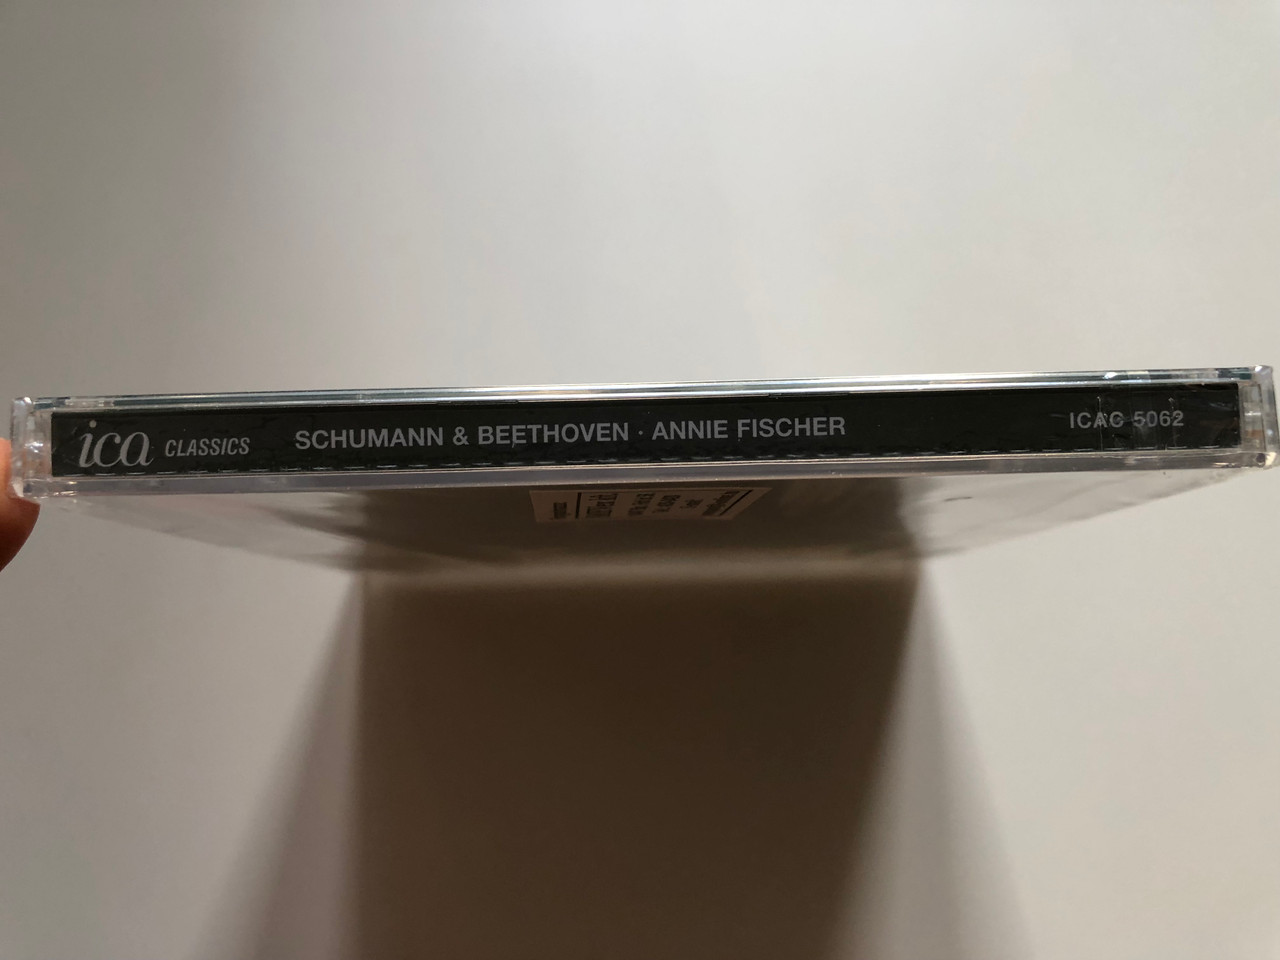 ica CLASSICS SCHUMANN & BEETHOVEN · ANNIE FISCHER ICAC 5062